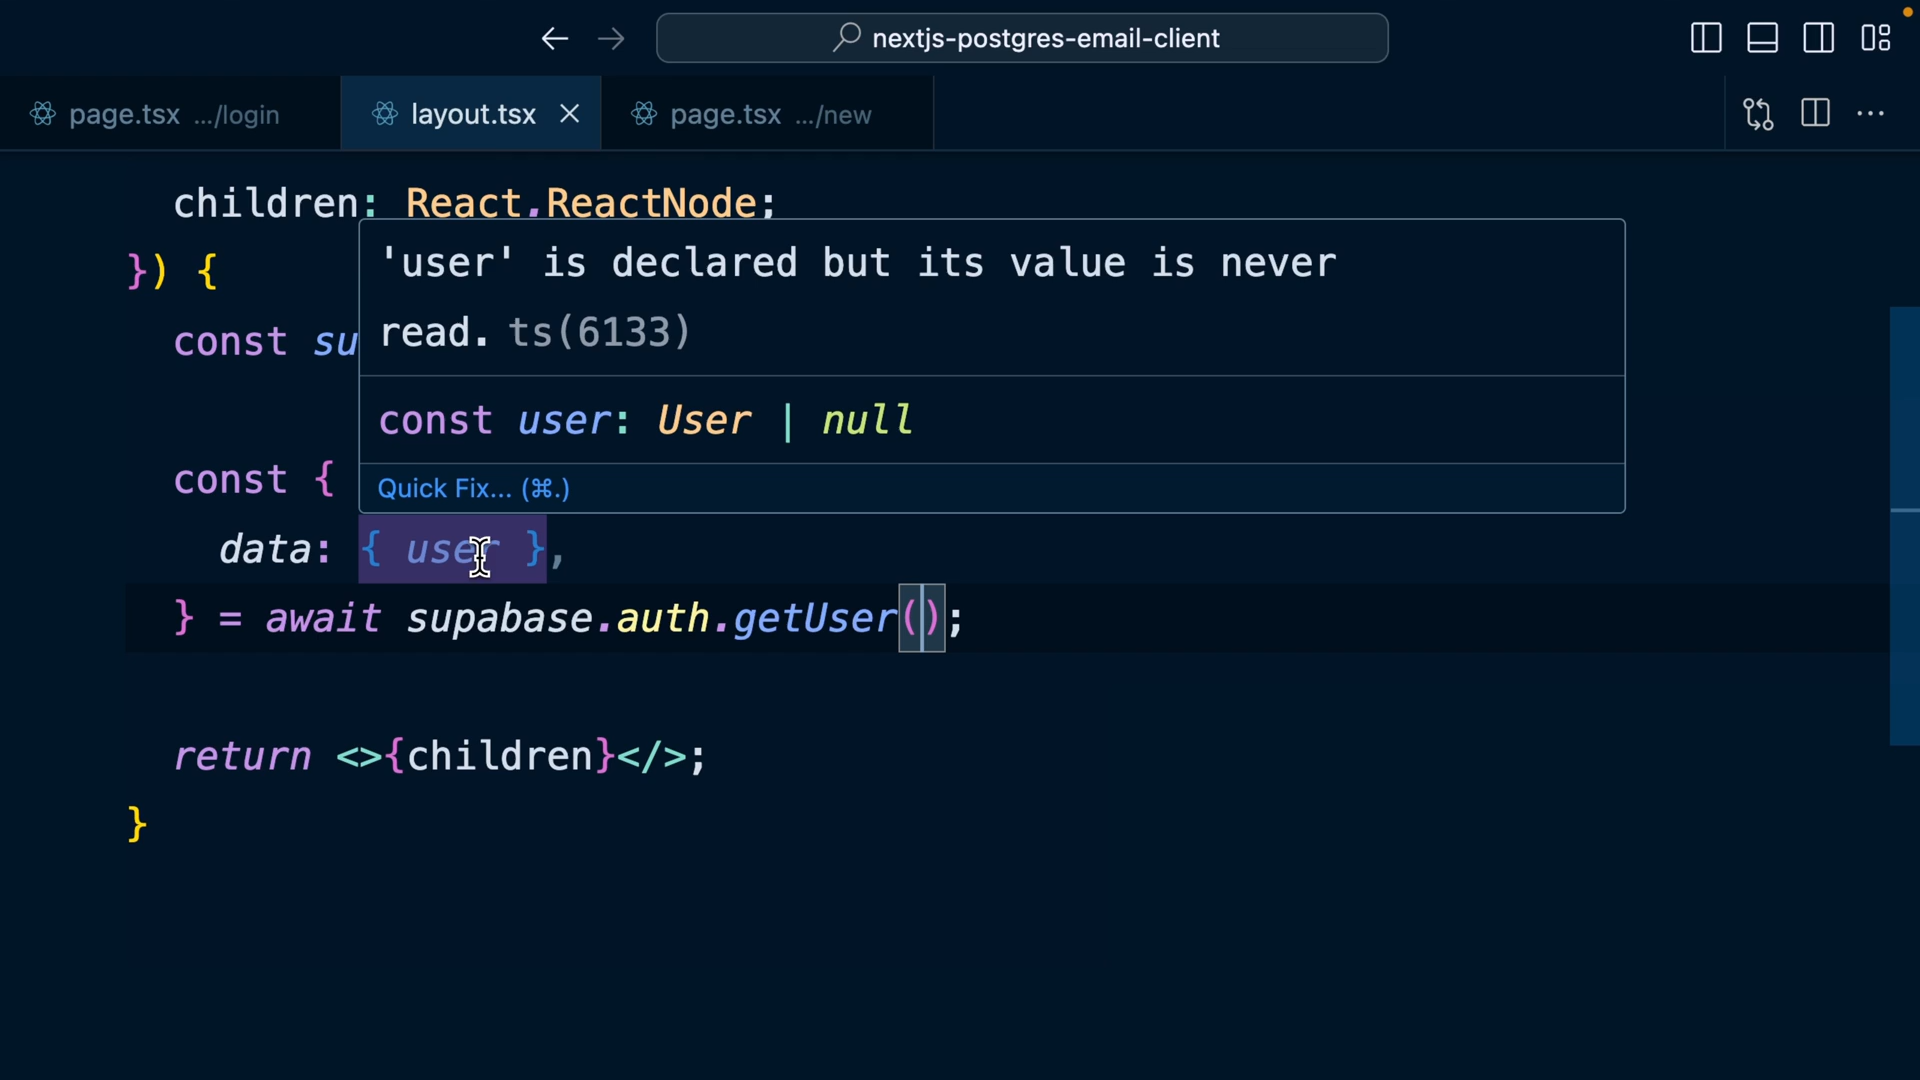 nextjs-postgres-email-client
page.tsx .../login
layout.tsx
page.tsx .../new
children: React.ReactNode;
}) {
'user' is declared but its value is never
read. ts(6133)
const su
const user: User | null
const {
Quick Fix... (⌘.)
data: { user },
} = await supabase.auth.getUser();
return <>{children}</>;
}